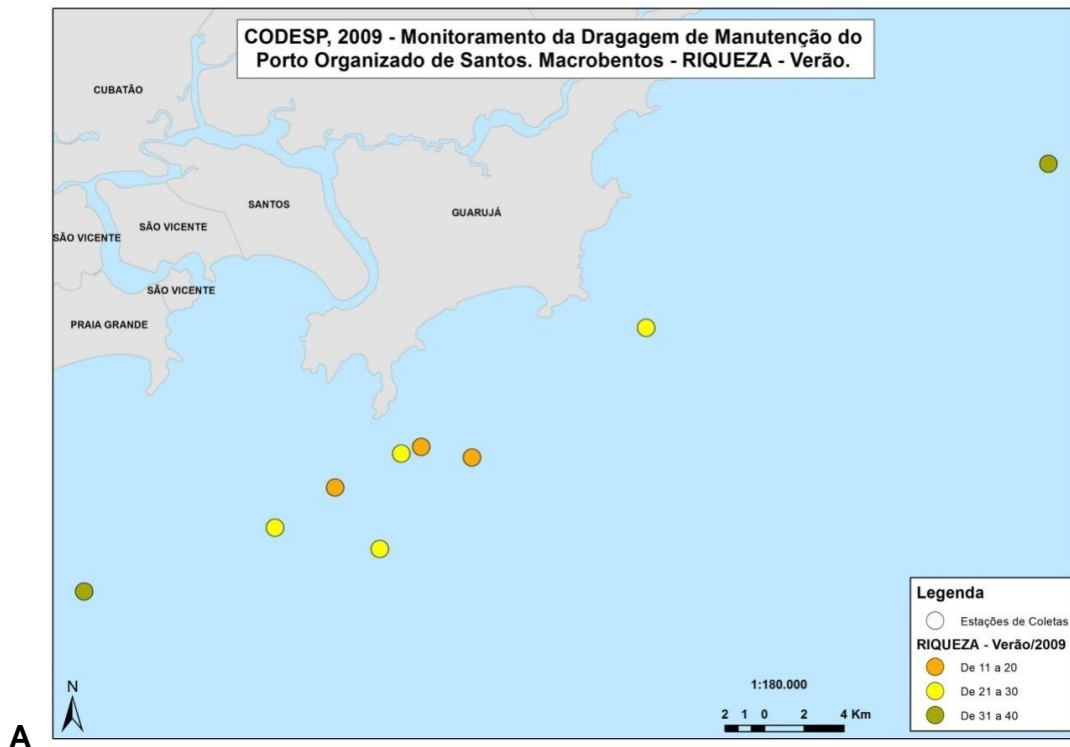 CODESP, 2009 - Monitoramento da Dragagem de Manutenção do
Porto Organizado de Santos. Macrobentos - RIQUEZA - Verão.
CUBATÃO
SANTOS
GUARUJÁ
SÃO VICENTE
SÃO VICENTE
SÃO VICENTE
PRAIA GRANDE
Legenda
Estações de Coletas
RIQUEZA - Verão/2009
De 11 a 20
De 21 a 30
De 31 a 40
1:180.000
2 1 0 2 4 Km
N
A